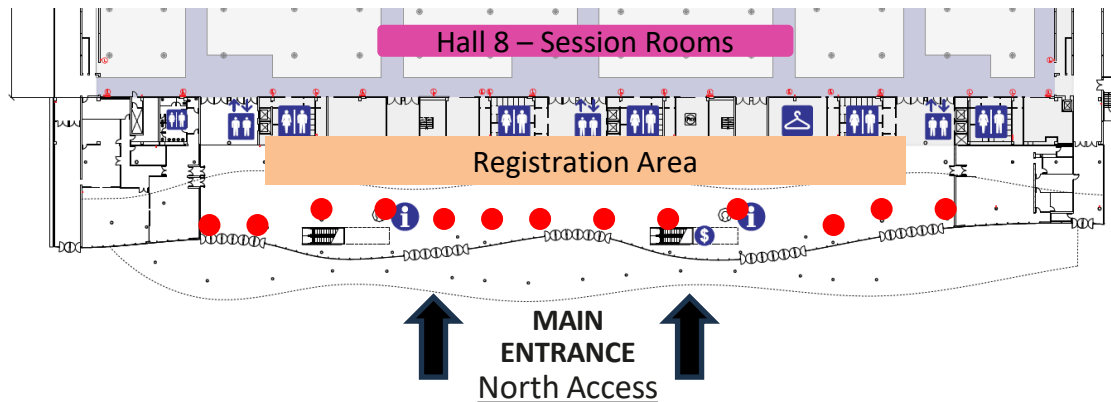 Hall 8 – Session Rooms
Registration Area
i
i
$
MAIN
ENTRANCE
North Access